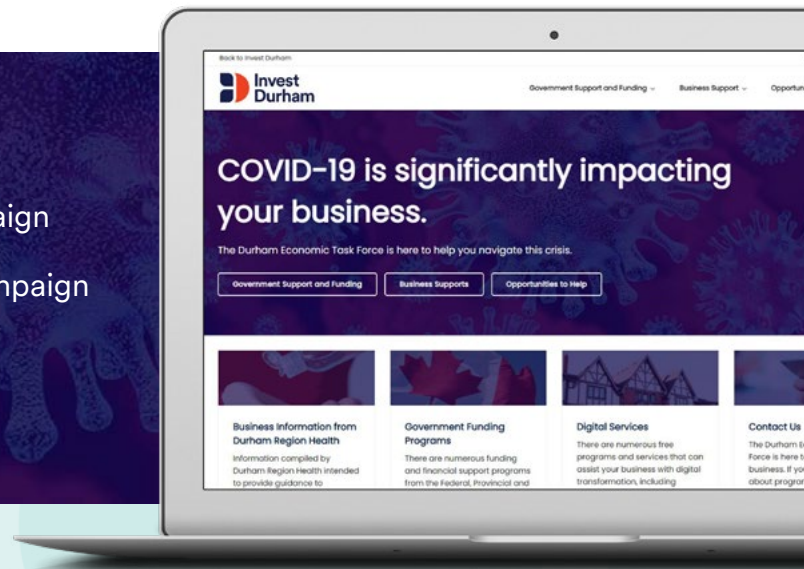 aign
mpaign
Back to Invest Durham
Invest
Durham
Government Support and Funding
Business Support
Opportun
COVID-19 is significantly impacting
your business.
The Durham Economic Task Force is here to help you navigate this crisis.
Government Support and Funding
Business Supports
Opportunities to Help
Business Information from
Durham Region Health
Information compiled by
Durham Region Health intended
to provide guidance to
Government Funding
Programs
There are numerous funding
and financial support programs
from the Federal, Provincial and
Digital Services
There are numerous free
programs and services that can
assist your business with digital
transformation, including
Contact Us
The Durham Ec
Force is here to
business. If you
about program